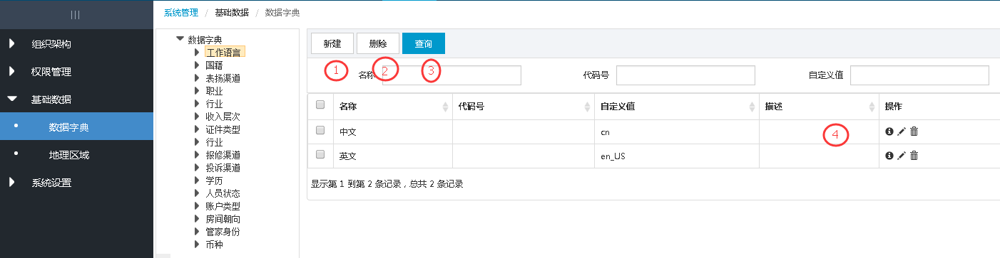 系统管理 / 基础数据 / 数据字典
组织架构
权限管理
基础数据
数据字典
地理区域
系统设置
数据字典
工作语言
国籍
表扬渠道
职业
行业
收入层次
证件类型
行业
报修渠道
投诉渠道
学历
人员状态
账户类型
房间朝向
管家身份
币种
新建 删除 查询
1 2 3
名称 代码号 自定义值
名称 代码号 自定义值 描述 操作
中文 cn 4
英文 en_US
显示第 1 到第 2 条记录，总共 2 条记录